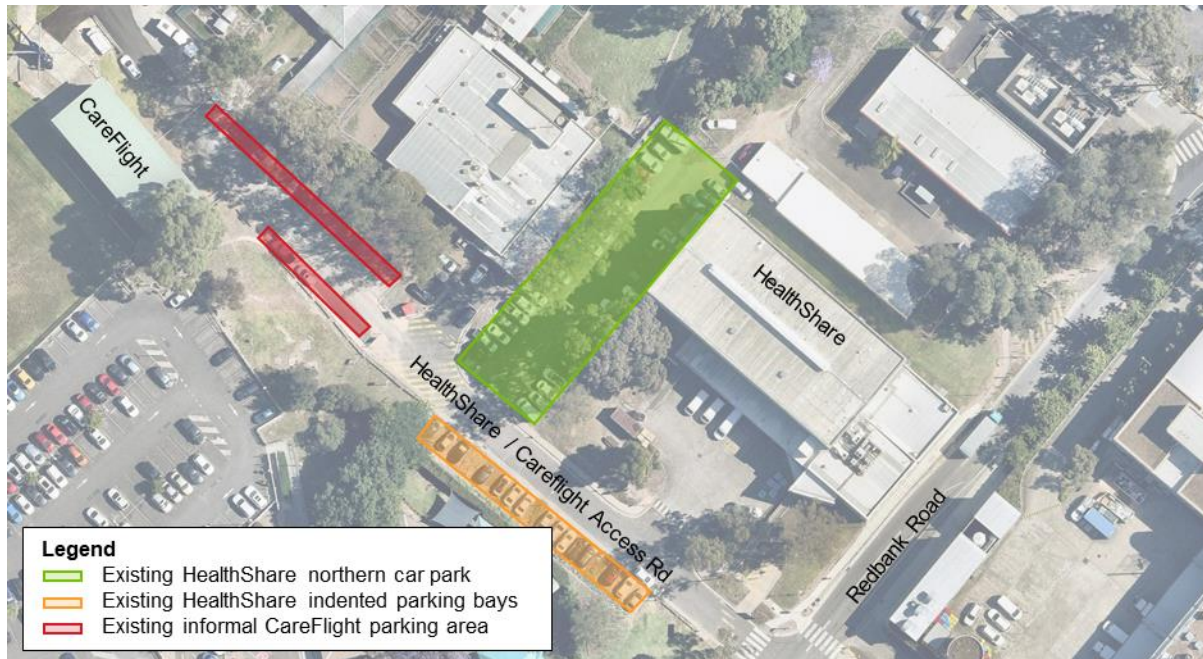 CareFlight
HealthShare
HealthShare / Careflight Access Rd
Redbank Road
Legend
Existing HealthShare northern car park
Existing HealthShare indented parking bays
Existing informal CareFlight parking area